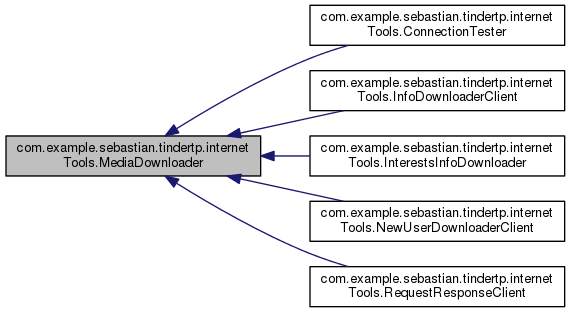 com.example.sebastian.tindertp.internet
Tools.ConnectionTester
com.example.sebastian.tindertp.internet
Tools.InfoDownloaderClient
com.example.sebastian.tindertp.internet
Tools.MediaDownloader
com.example.sebastian.tindertp.internet
Tools.InterestsInfoDownloader
com.example.sebastian.tindertp.internet
Tools.NewUserDownloaderClient
com.example.sebastian.tindertp.internet
Tools.RequestResponseClient